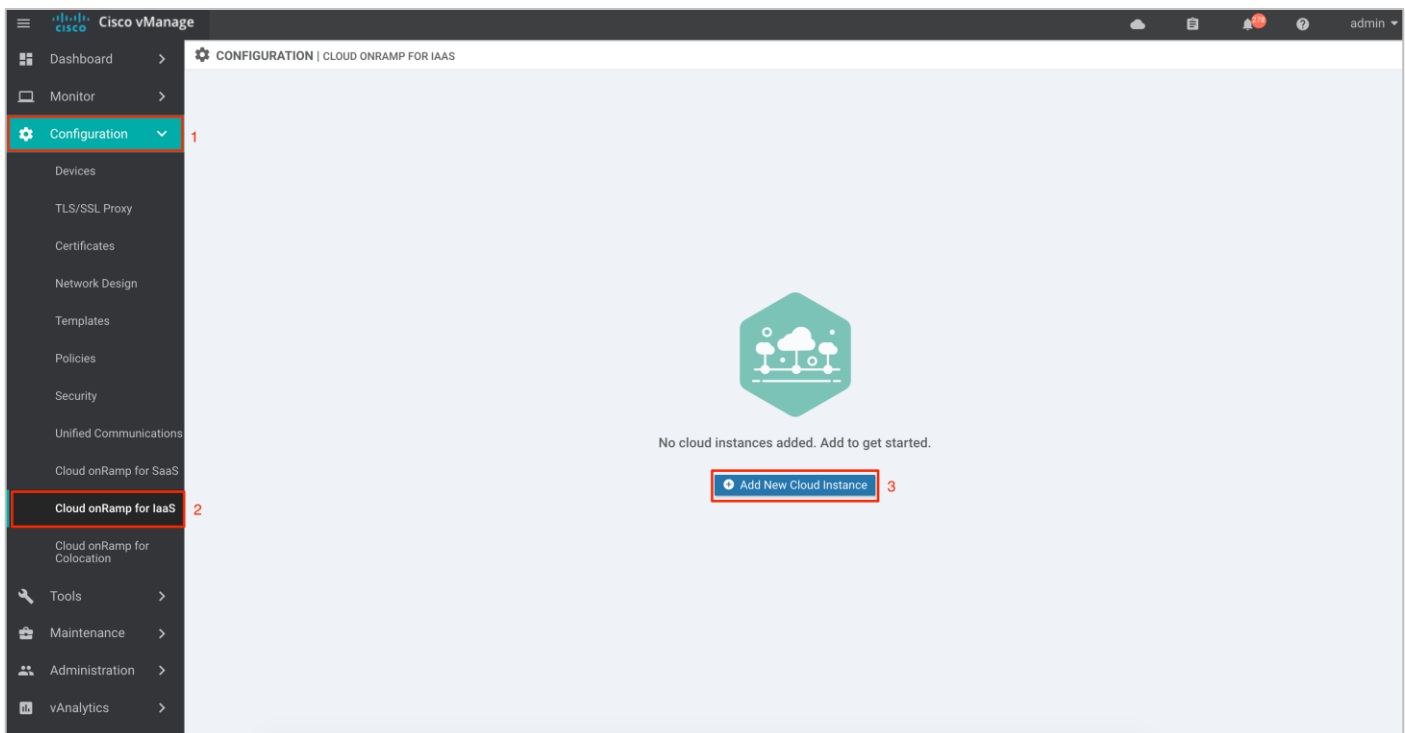 cisco Cisco vManage
278
admin
Dashboard
CONFIGURATION | CLOUD ONRAMP FOR IAAS
Monitor
Configuration
1
Devices
TLS/SSL Proxy
Certificates
Network Design
Templates
Policies
Security
Unified Communications
Cloud onRamp for SaaS
Cloud onRamp for IaaS
2
Cloud onRamp for
Colocation
Tools
Maintenance
Administration
vAnalytics
No cloud instances added. Add to get started.
Add New Cloud Instance
3